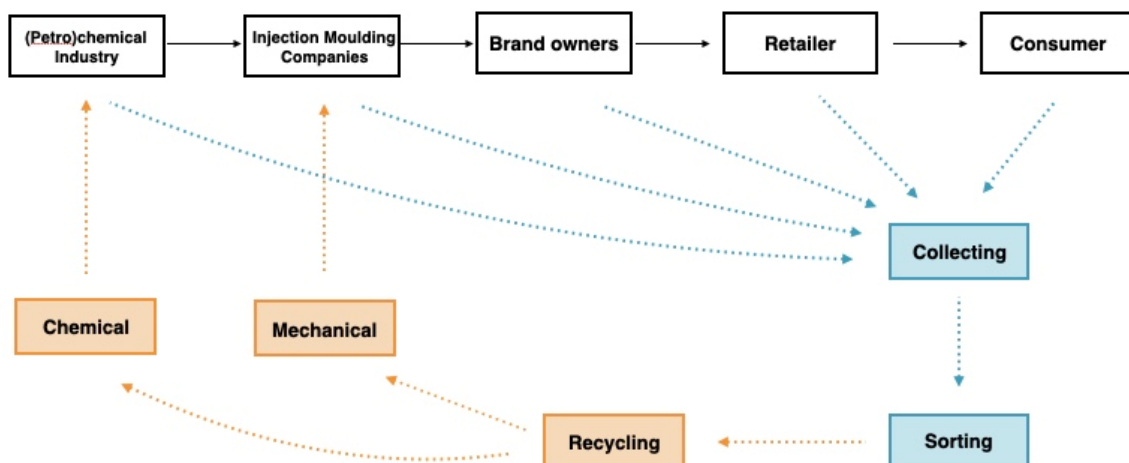 (Petro)chemical
Industry
Injection Moulding
Companies
Brand owners
Retailer
Consumer
Collecting
Chemical
Mechanical
Recycling
Sorting